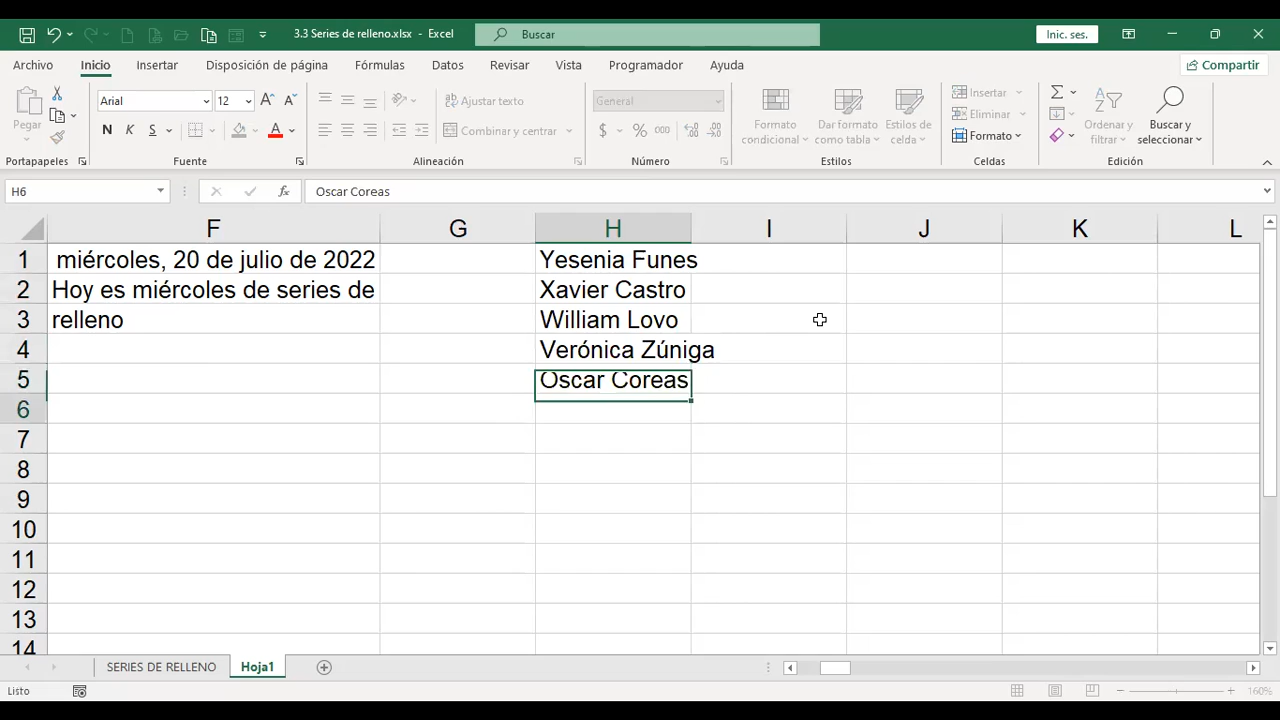 3.3 Series de relleno.xlsx - Excel
Buscar
Inic. ses.
Archivo Inicio Insertar Disposición de página Fórmulas Datos Revisar Vista Programador Ayuda
Compartir
Pegar
Portapapeles
Arial 12
N K S
Fuente
Ajustar texto
Combinar y centrar
Alineación
General
$ % 000
Número
Formato condicional
Dar formato como tabla
Estilos de celda
Estilos
Insertar
Eliminar
Formato
Celdas
Ordenar y filtrar
Buscar y seleccionar
Edición
H6
fx
Oscar Coreas
F G H I J K L
1 miércoles, 20 de julio de 2022 Yesenia Funes
2 Hoy es miércoles de series de Xavier Castro
3 relleno William Lovo
4 Verónica Zúniga
5 Oscar Coreas
6
7
8
9
10
11
12
13
14
SERIES DE RELLENO Hoja1
Listo
160%